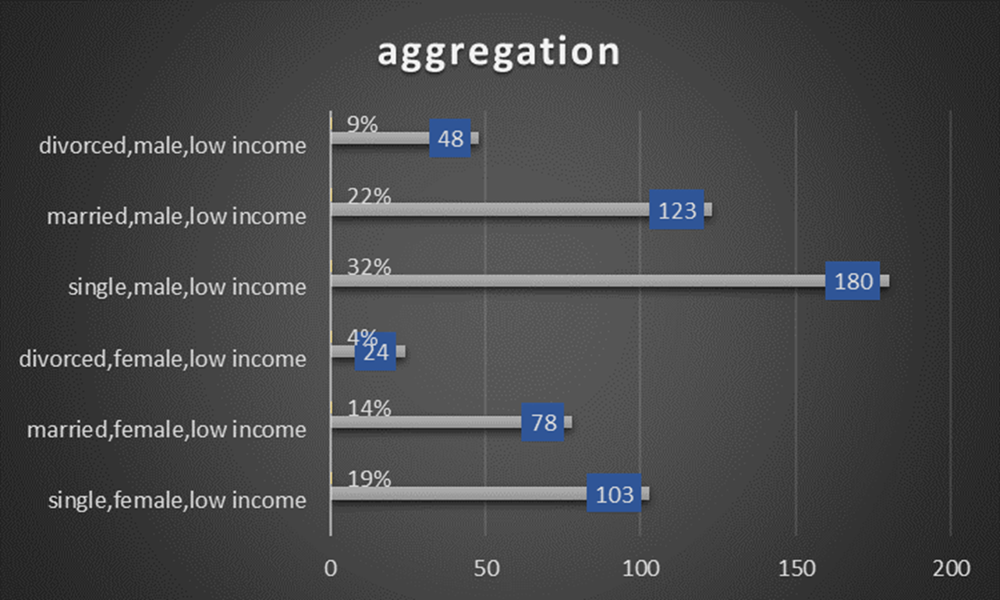 aggregation
divorced,male,low income
9%
48
married,male,low income
22%
123
single,male,low income
32%
180
divorced,female,low income
4%
24
married,female,low income
14%
78
single,female,low income
19%
103
0 50 100 150 200